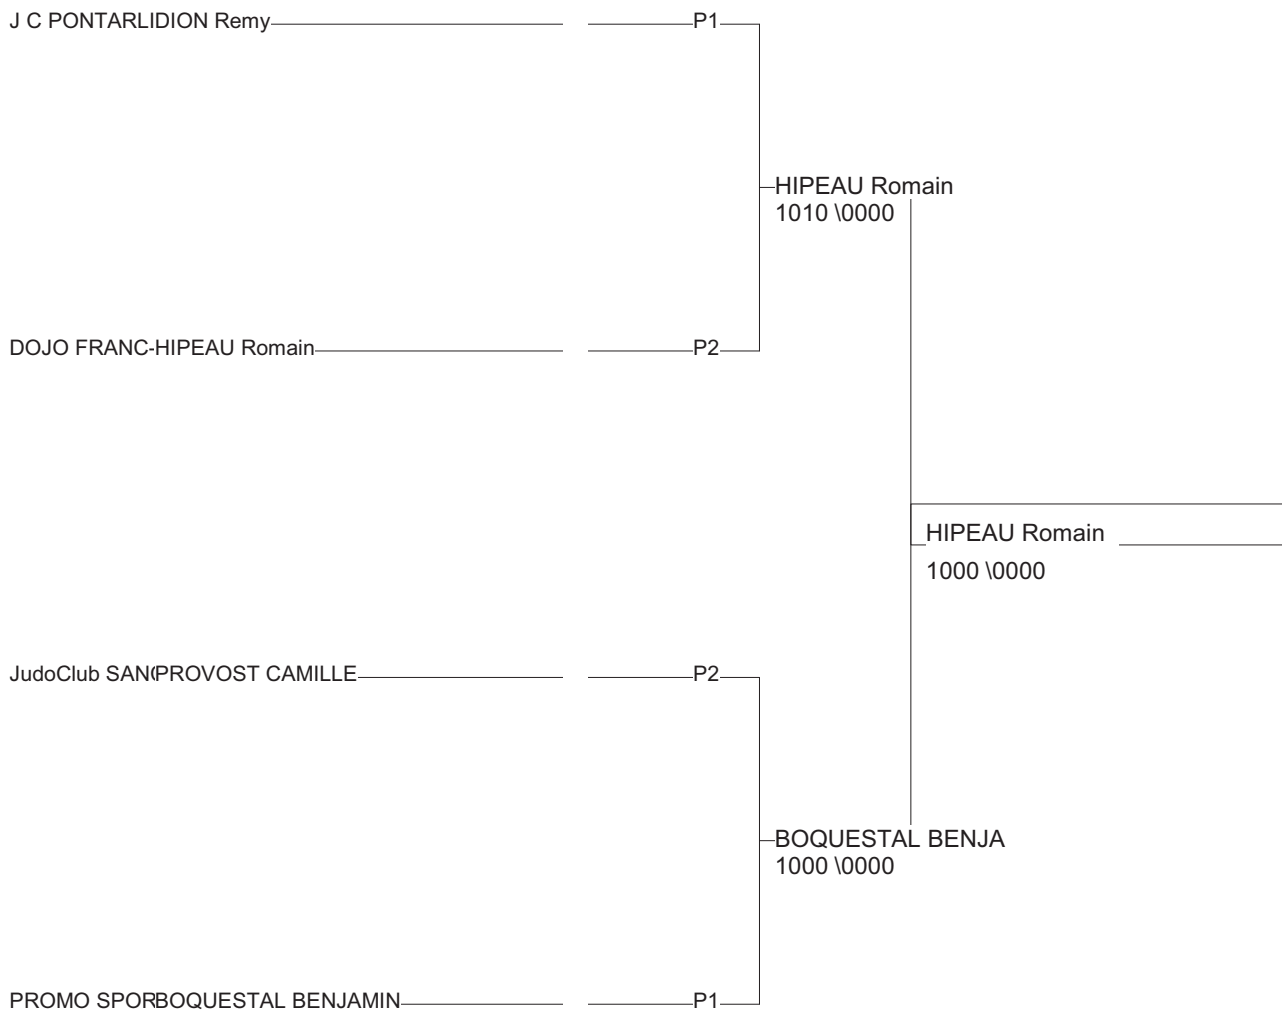 J C PONTARLIDION Remy P1
HIPEAU Romain
1010 \0000
DOJO FRANC-HIPEAU Romain P2
HIPEAU Romain
1000 \0000
JudoClub SAN(PROVOST CAMILLE P2
BOQUESTAL BENJA
1000 \0000
PROMO SPORBOQUESTAL BENJAMIN P1